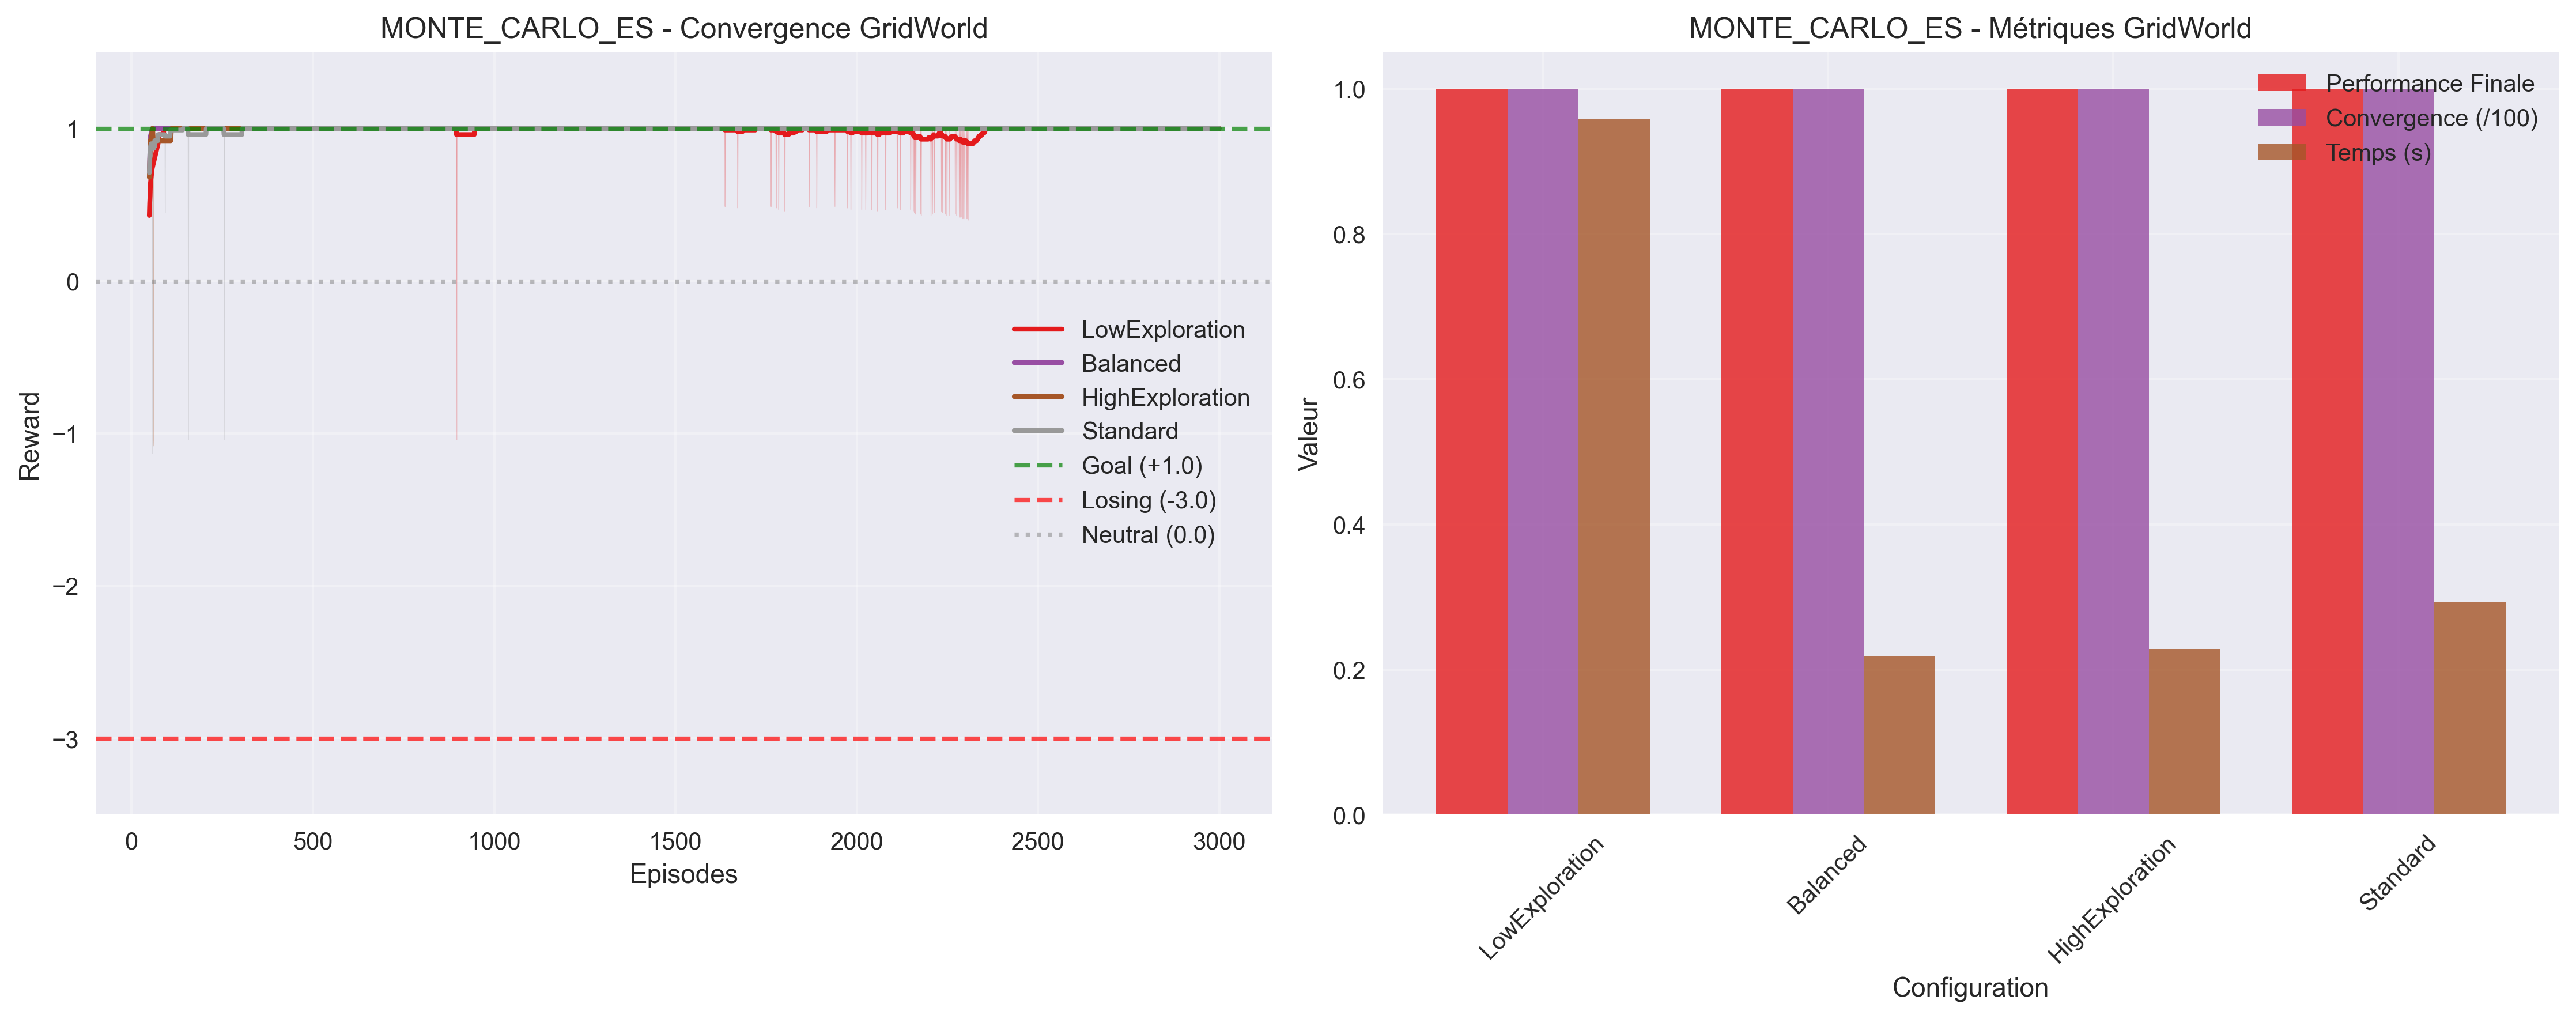 MONTE_CARLO_ES - Convergence GridWorld
Reward
1
0
−1
−2
−3
0
500
1000
1500
2000
2500
3000
Episodes
LowExploration
Balanced
HighExploration
Standard
Goal (+1.0)
Losing (-3.0)
Neutral (0.0)
MONTE_CARLO_ES - Métriques GridWorld
Valeur
1.0
0.8
0.6
0.4
0.2
0.0
Performance Finale
Convergence (/100)
Temps (s)
LowExploration
Balanced
HighExploration
Standard
Configuration